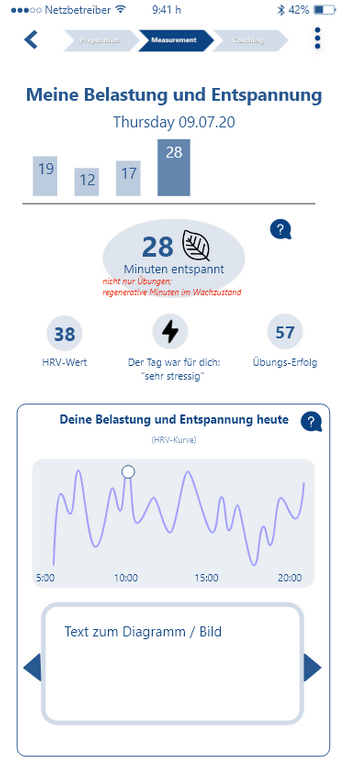 Netzbetreiber 9:41 h 42%
Preparation Measurement Coaching
Meine Belastung und Entspannung
Thursday 09.07.20
19 12 17 28
28
Minuten entspannt
nicht nur Übungen;
regenerative Minuten im Wachzustand
?
38 57
HRV-Wert Der Tag war für dich: Übungs-Erfolg
"sehr stressig"
Deine Belastung und Entspannung heute ?
(HRV-Kurve)
5:00 10:00 15:00 20:00
Text zum Diagramm / Bild